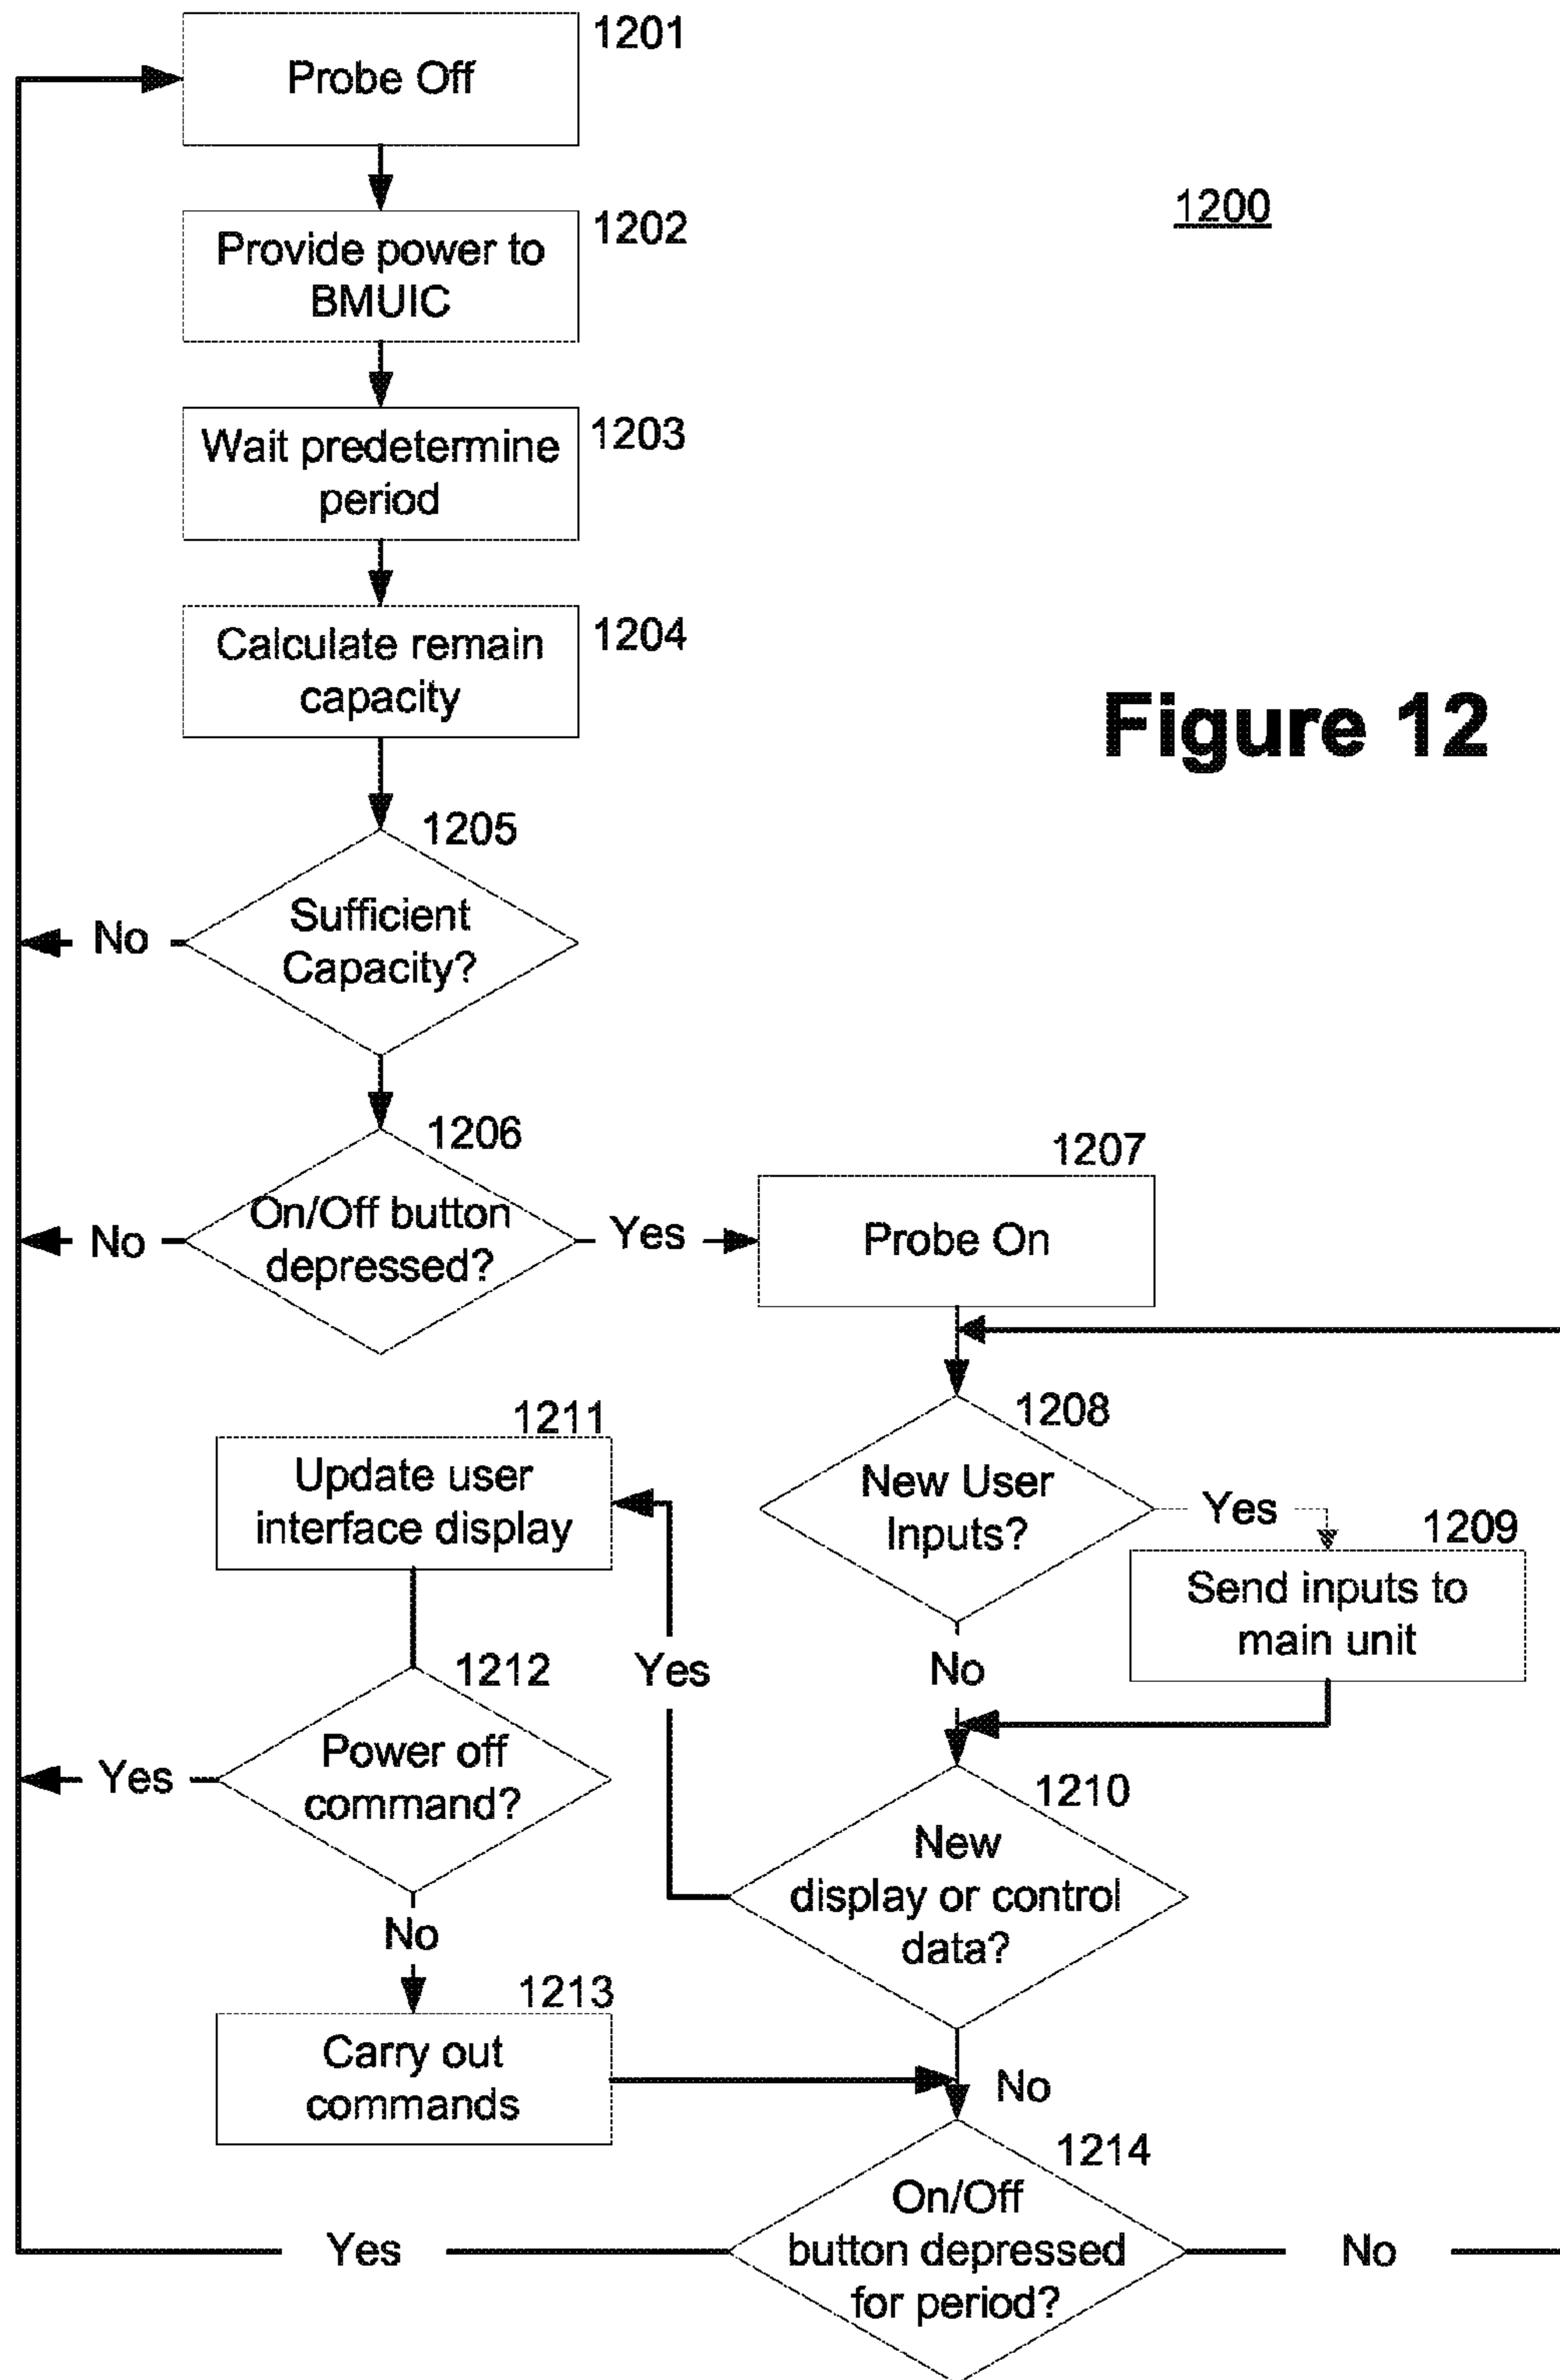 1201
Probe Off
1200
1202
Provide power to
BMUIC
1203
Wait predetermine
period
1204
Calculate remain
capacity
Figure 12
1205
Sufficient
Capacity?
No
1206
On/Off button
depressed?
No
Yes
1207
Probe On
1208
New User
Inputs?
Yes
1209
Send inputs to
main unit
No
1210
New
display or control
data?
Yes
1211
Update user
interface display
1212
Power off
command?
Yes
No
1213
Carry out
commands
No
1214
On/Off
button depressed
for period?
Yes
No